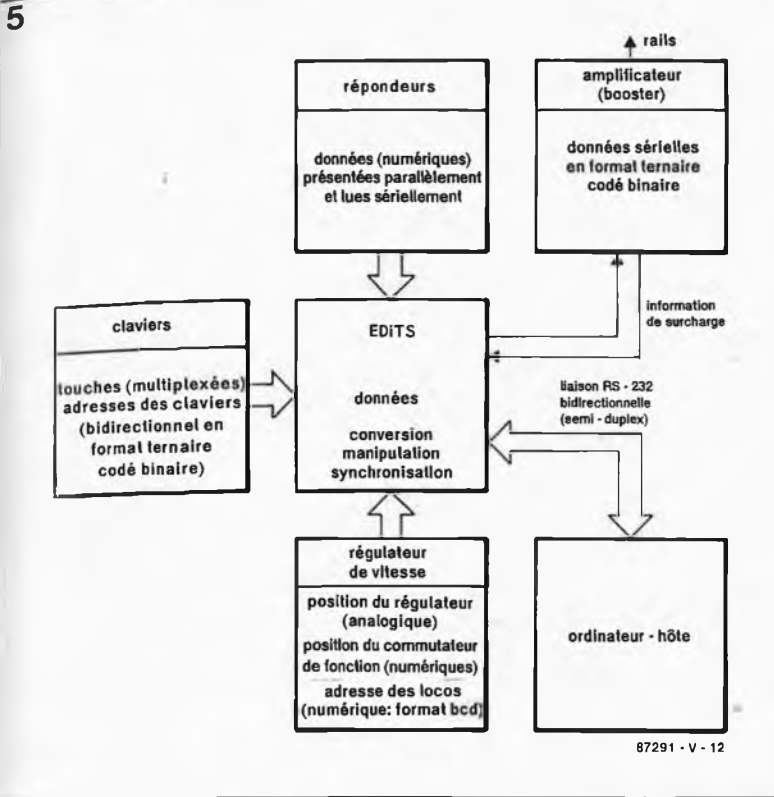 5
rails
répondeurs
données (numériques)
présentées parallèlement
et lues sériellement
amplificateur
(booster)
données sérielles
en format ternaire
codé binaire
information
de surcharge
claviers
touches (multiplexées)
adresses des claviers
(bidirectionnel en
format ternaire
codé binaire)
EDiTS
données
conversion
manipulation
synchronisation
liaison RS - 232
bidirectionnelle
(semi - duplex)
régulateur
de vitesse
position du régulateur
(analogique)
position du commutateur
de fonction (numériques)
adresse des locos
(numérique: format bcd)
ordinateur - hôte
87291 - V - 12